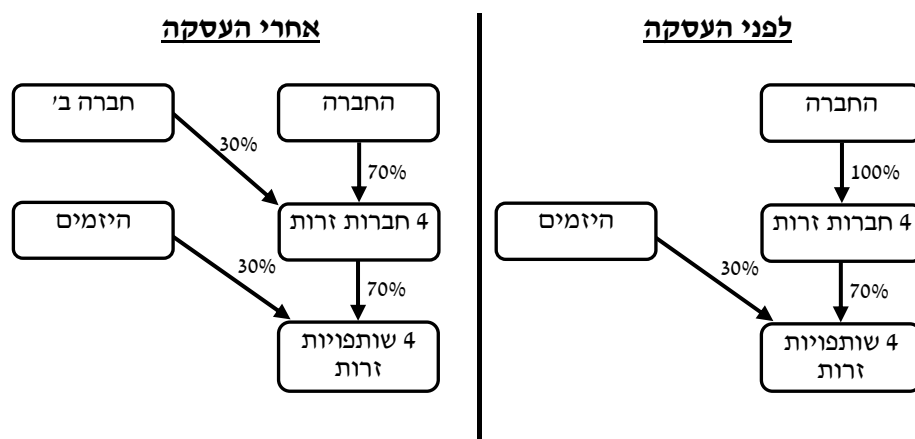 לפני העסקה
החברה
100%
4 חברות זרות
היזמים
30%
70%
4 שותפויות
זרות
אחרי העסקה
החברה
חברה ב'
30%
70%
4 חברות זרות
היזמים
30%
70%
4 שותפויות
זרות